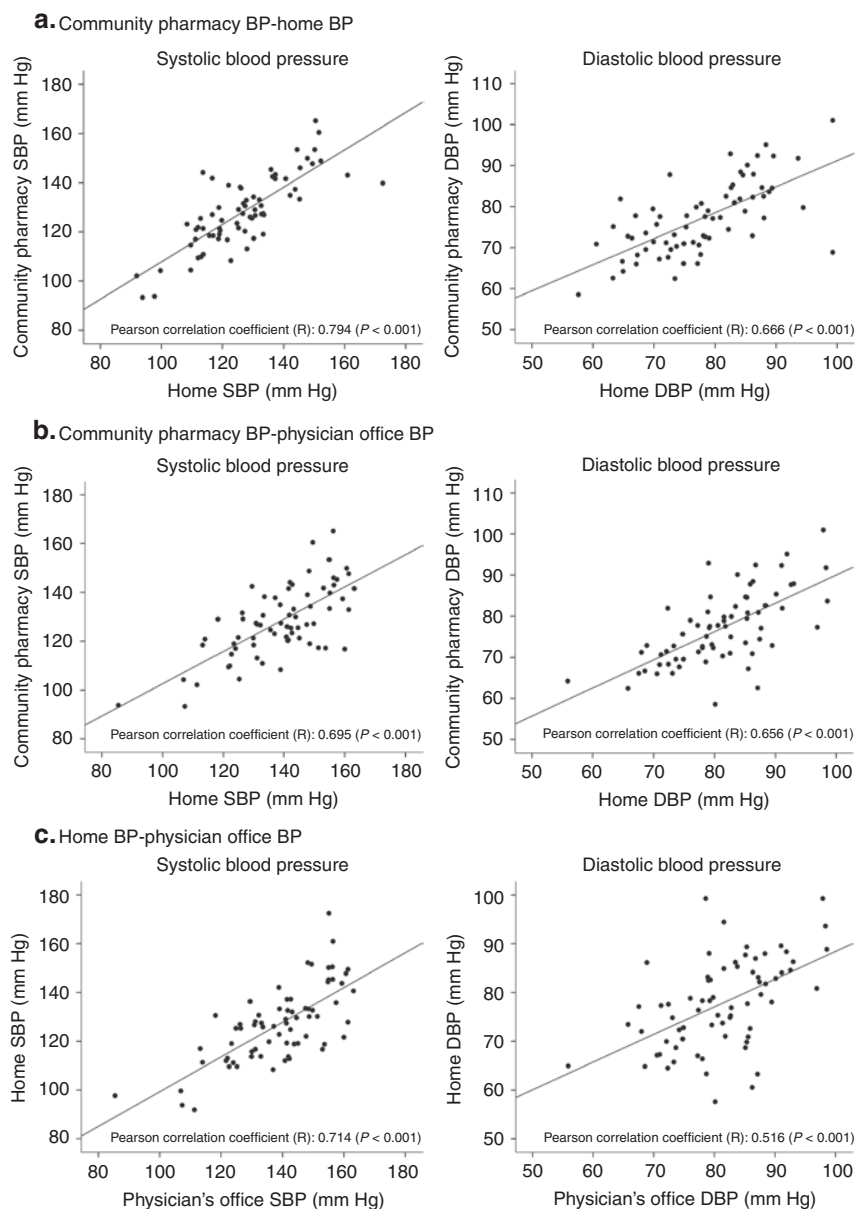 a. Community pharmacy BP-home BP
Systolic blood pressure
Community pharmacy SBP (mm Hg)
180
160
140
120
100
80
Pearson correlation coefficient (R): 0.794 (P < 0.001)
80 100 120 140 160 180
Home SBP (mm Hg)
Diastolic blood pressure
Community pharmacy DBP (mm Hg)
110
100
90
80
70
60
50
Pearson correlation coefficient (R): 0.666 (P < 0.001)
50 60 70 80 90 100
Home DBP (mm Hg)
b. Community pharmacy BP-physician office BP
Systolic blood pressure
Community pharmacy SBP (mm Hg)
180
160
140
120
100
80
Pearson correlation coefficient (R): 0.695 (P < 0.001)
80 100 120 140 160 180
Home SBP (mm Hg)
Diastolic blood pressure
Community pharmacy DBP (mm Hg)
110
100
90
80
70
60
50
Pearson correlation coefficient (R): 0.656 (P < 0.001)
50 60 70 80 90 100
Home DBP (mm Hg)
c. Home BP-physician office BP
Systolic blood pressure
Home SBP (mm Hg)
180
160
140
120
100
80
Pearson correlation coefficient (R): 0.714 (P < 0.001)
80 100 120 140 160 180
Physician's office SBP (mm Hg)
Diastolic blood pressure
Home DBP (mm Hg)
100
90
80
70
60
50
Pearson correlation coefficient (R): 0.516 (P < 0.001)
50 60 70 80 90 100
Physician's office DBP (mm Hg)